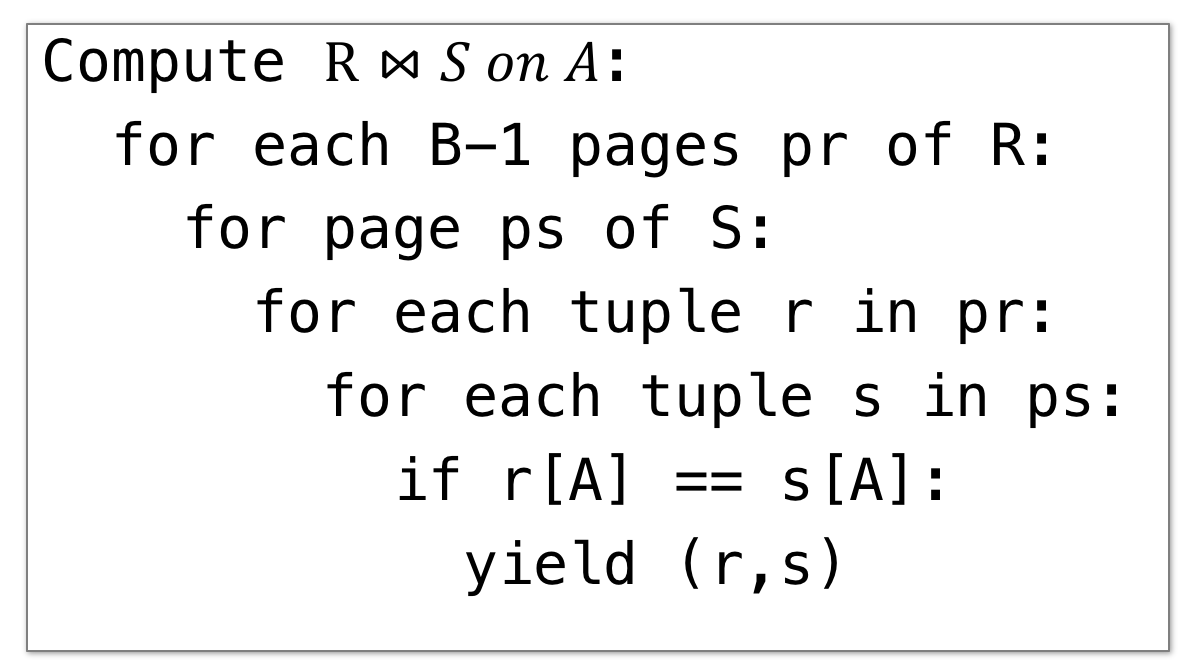 Compute R ⋈ S on A:
for each B−1 pages pr of R:
for page ps of S:
for each tuple r in pr:
for each tuple s in ps:
if r[A] == s[A]:
yield (r,s)